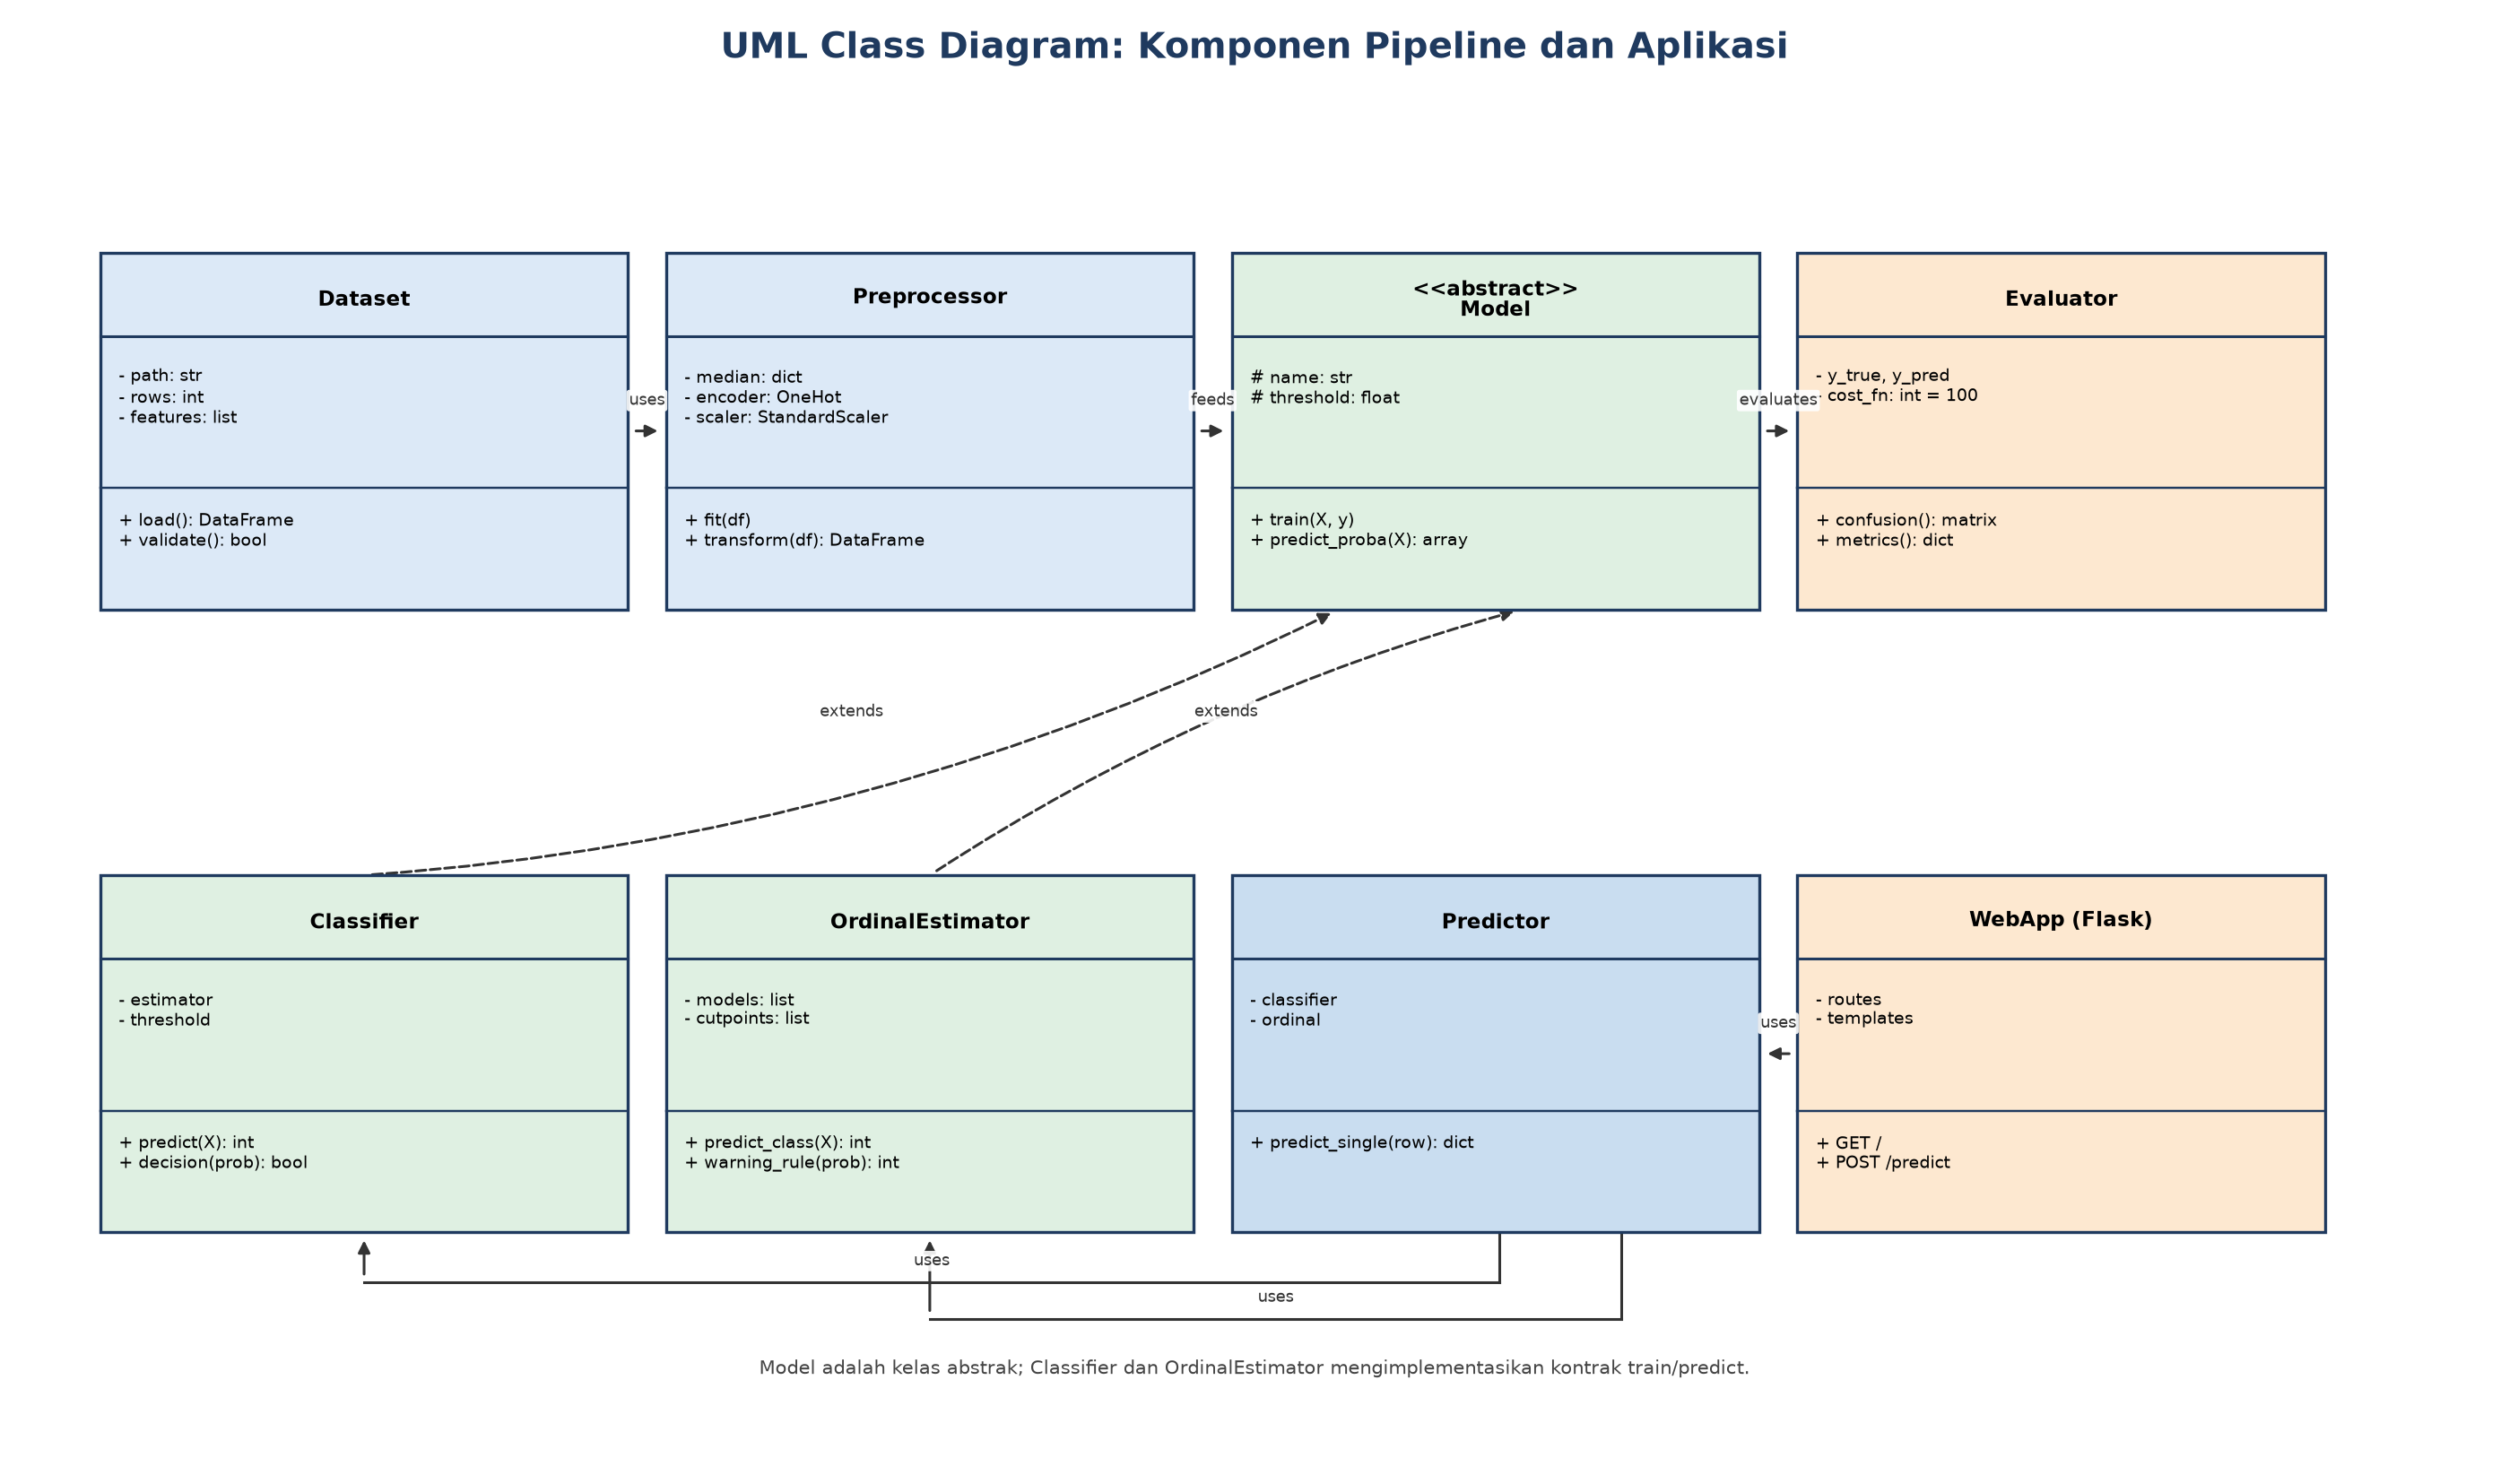 UML Class Diagram: Komponen Pipeline dan Aplikasi
Dataset
- path: str
- rows: int
- features: list
+ load(): DataFrame
+ validate(): bool
uses
Preprocessor
- median: dict
- encoder: OneHot
- scaler: StandardScaler
+ fit(df)
+ transform(df): DataFrame
feeds
<<abstract>>
Model
# name: str
# threshold: float
+ train(X, y)
+ predict_proba(X): array
evaluates
Evaluator
- y_true, y_pred
- cost_fn: int = 100
+ confusion(): matrix
+ metrics(): dict
extends
extends
Classifier
- estimator
- threshold
+ predict(X): int
+ decision(prob): bool
OrdinalEstimator
- models: list
- cutpoints: list
+ predict_class(X): int
+ warning_rule(prob): int
Predictor
- classifier
- ordinal
+ predict_single(row): dict
uses
WebApp (Flask)
- routes
- templates
+ GET /
+ POST /predict
uses
uses
Model adalah kelas abstrak; Classifier dan OrdinalEstimator mengimplementasikan kontrak train/predict.